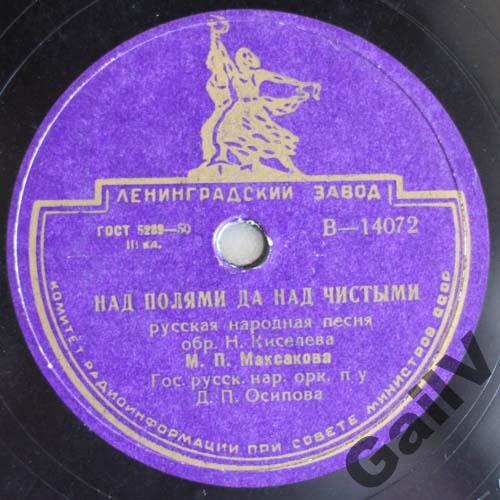 ЛЕНИНГРАДСКИЙ ЗАВОД
ГОСТ 5289—50
III кл.
В—14072
НАД ПОЛЯМИ ДА НАД ЧИСТЫМИ
русская народная песня
обр. Н. Киселева
М. П. Максакова
Гос. русск. нар. орк. п/у
Д. П. Осипова
КОМИТЕТ РАДИОИНФОРМАЦИИ ПРИ СОВЕТЕ МИНИСТРОВ СССР
GalIV